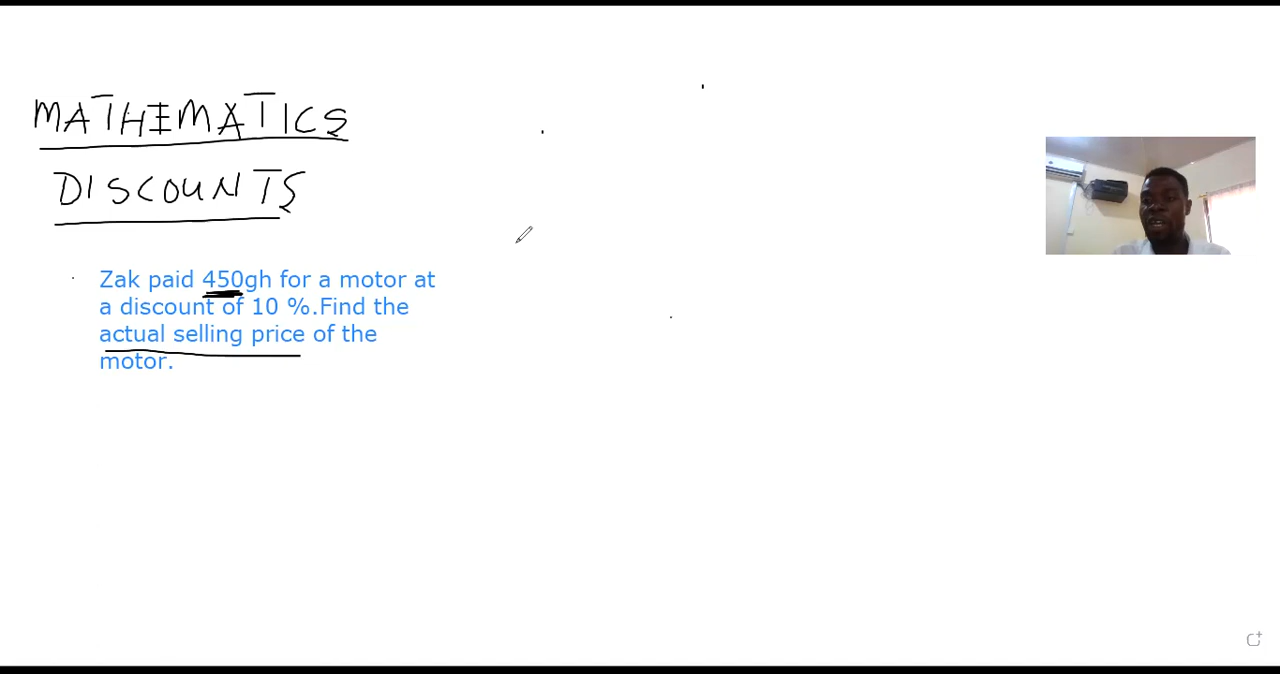 MATHEMATICS
DISCOUNTS
Zak paid 450gh for a motor at
a discount of 10 %.Find the
actual selling price of the
motor.